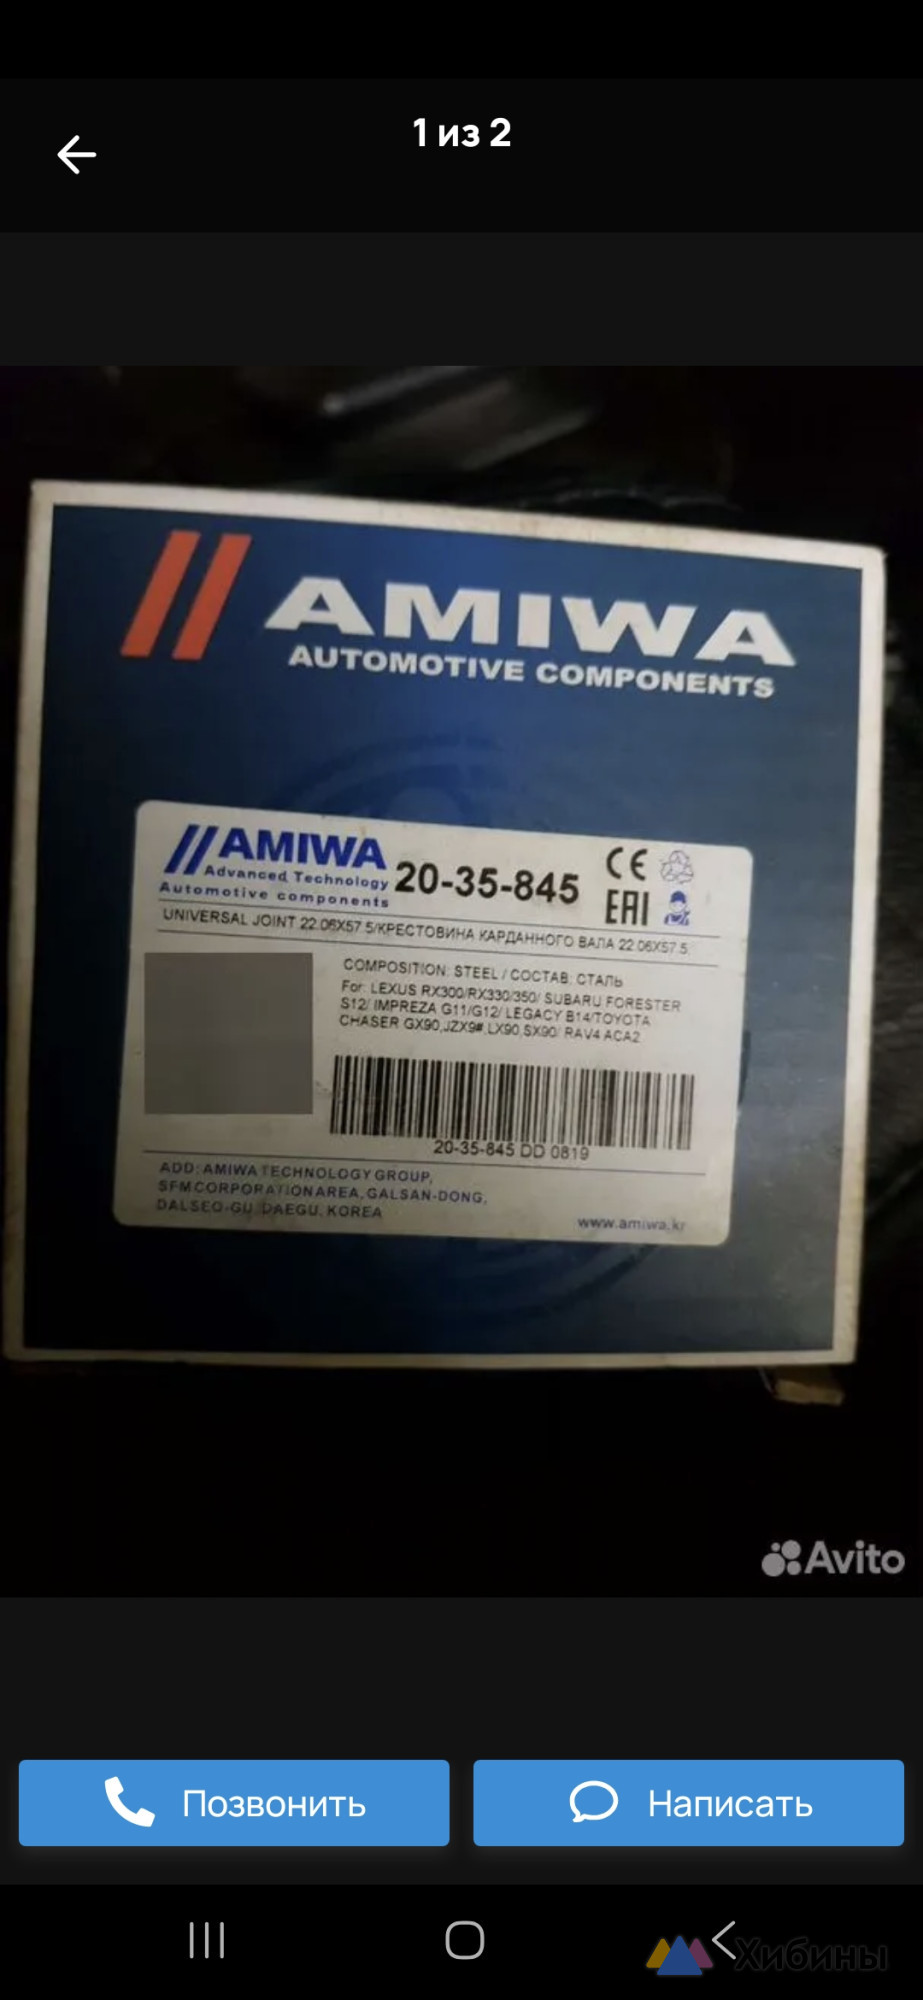 1 из 2
AMIWA
AUTOMOTIVE COMPONENTS
AMIWA
Advanced Technology
Automotive components
20-35-845
CE
EAC
UNIVERSAL JOINT 22.06X57.5/КРЕСТОВИНА КАРДАННОГО ВАЛА 22.06X57.5
COMPOSITION: STEEL / СОСТАВ: СТАЛЬ
For: LEXUS RX300/RX330/350/ SUBARU FORESTER
S12/ IMPREZA G11/G12/ LEGACY B14/TOYOTA
CHASER GX90,JZX9#,LX90,SX90/ RAV4 ACA2
20-35-845 DD 0819
ADD: AMIWA TECHNOLOGY GROUP,
SFM CORPORATION AREA, GALSAN-DONG,
DALSEO-GU, DAEGU, KOREA
www.amiwa.kr
Avito
Позвонить
Написать
Хибины